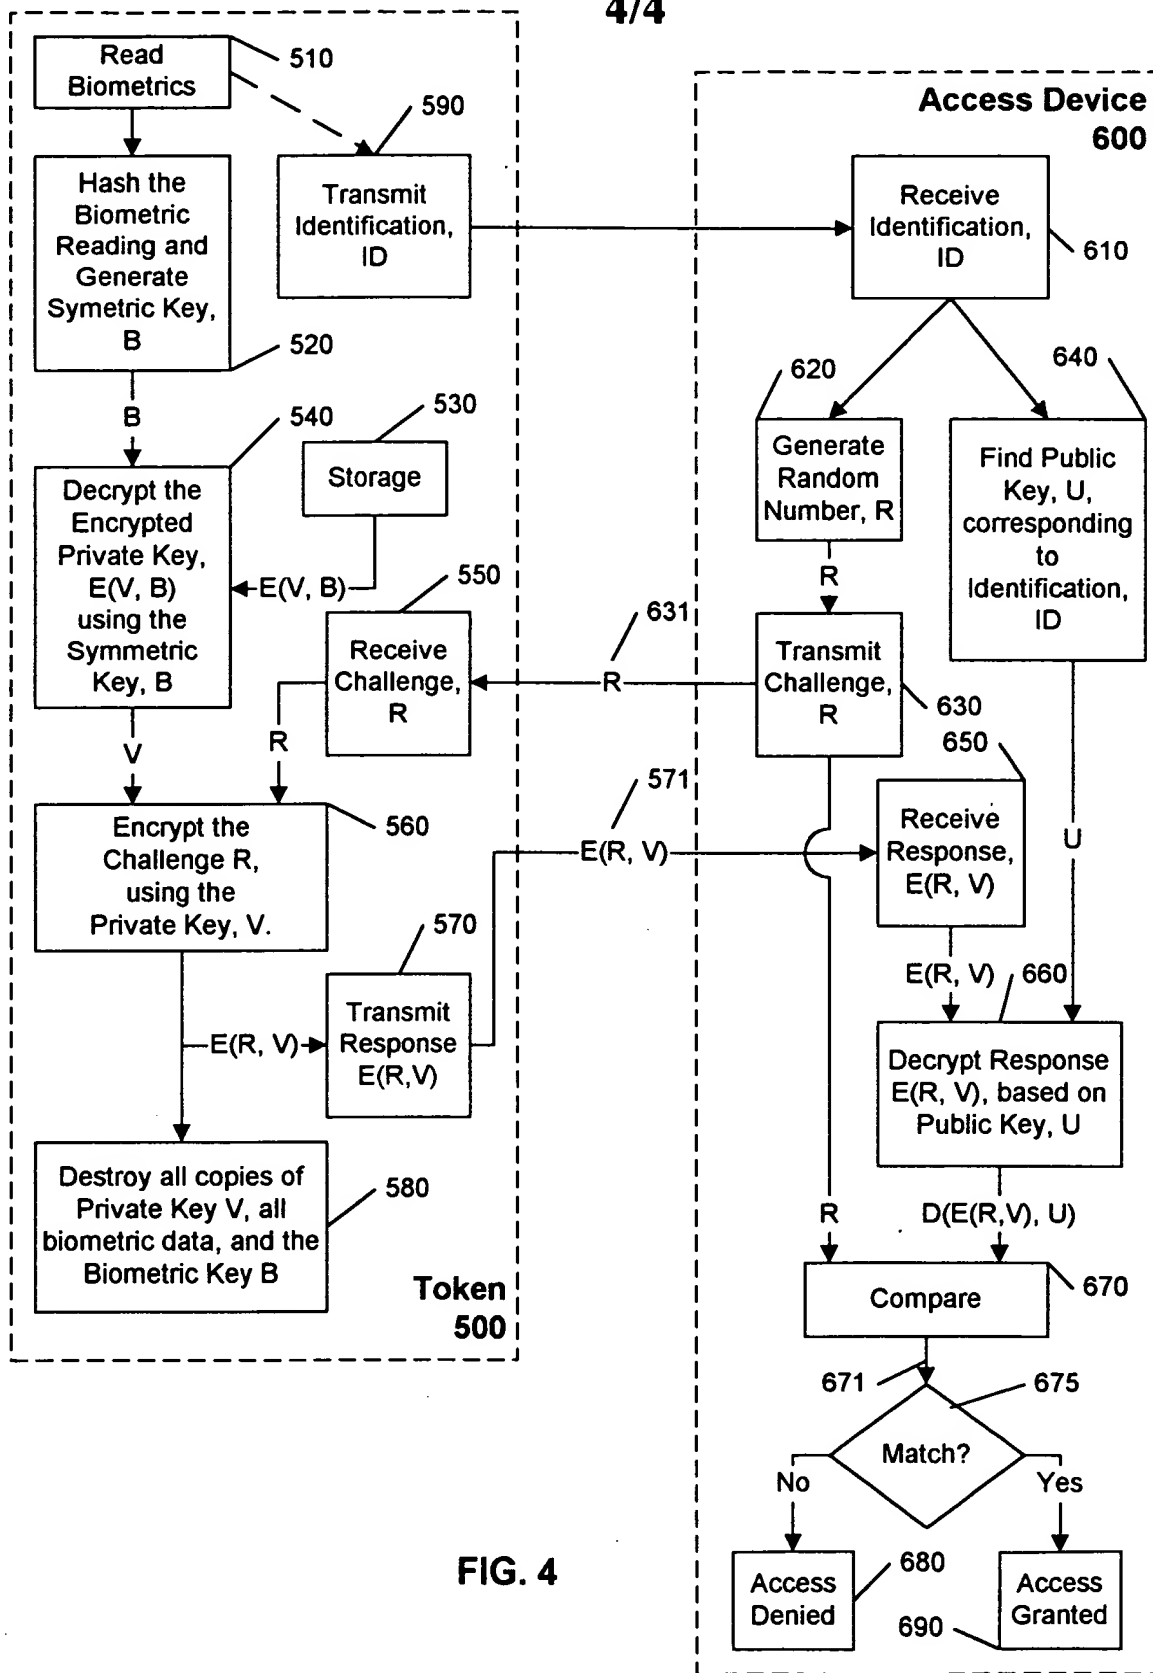 4/4
Read
Biometrics
510
590
Hash the
Biometric
Reading and
Generate
Symetric Key,
B
520
Transmit
Identification,
ID
B
540
530
Storage
Decrypt the
Encrypted
Private Key,
E(V, B)
using the
Symmetric
Key, B
E(V, B)
550
Receive
Challenge,
R
V
R
Encrypt the
Challenge R,
using the
Private Key, V.
560
570
E(R, V)
Transmit
Response
E(R,V)
Destroy all copies of
Private Key V, all
biometric data, and the
Biometric Key B
580
Token
500
631
R
571
E(R, V)
Access Device
600
Receive
Identification,
ID
610
620
640
Generate
Random
Number, R
Find Public
Key, U,
corresponding
to
Identification,
ID
R
Transmit
Challenge,
R
630
650
Receive
Response,
E(R, V)
U
E(R, V)
660
Decrypt Response
E(R, V), based on
Public Key, U
R
D(E(R,V), U)
Compare
670
671
675
Match?
No
Yes
Access
Denied
680
Access
Granted
690
FIG. 4